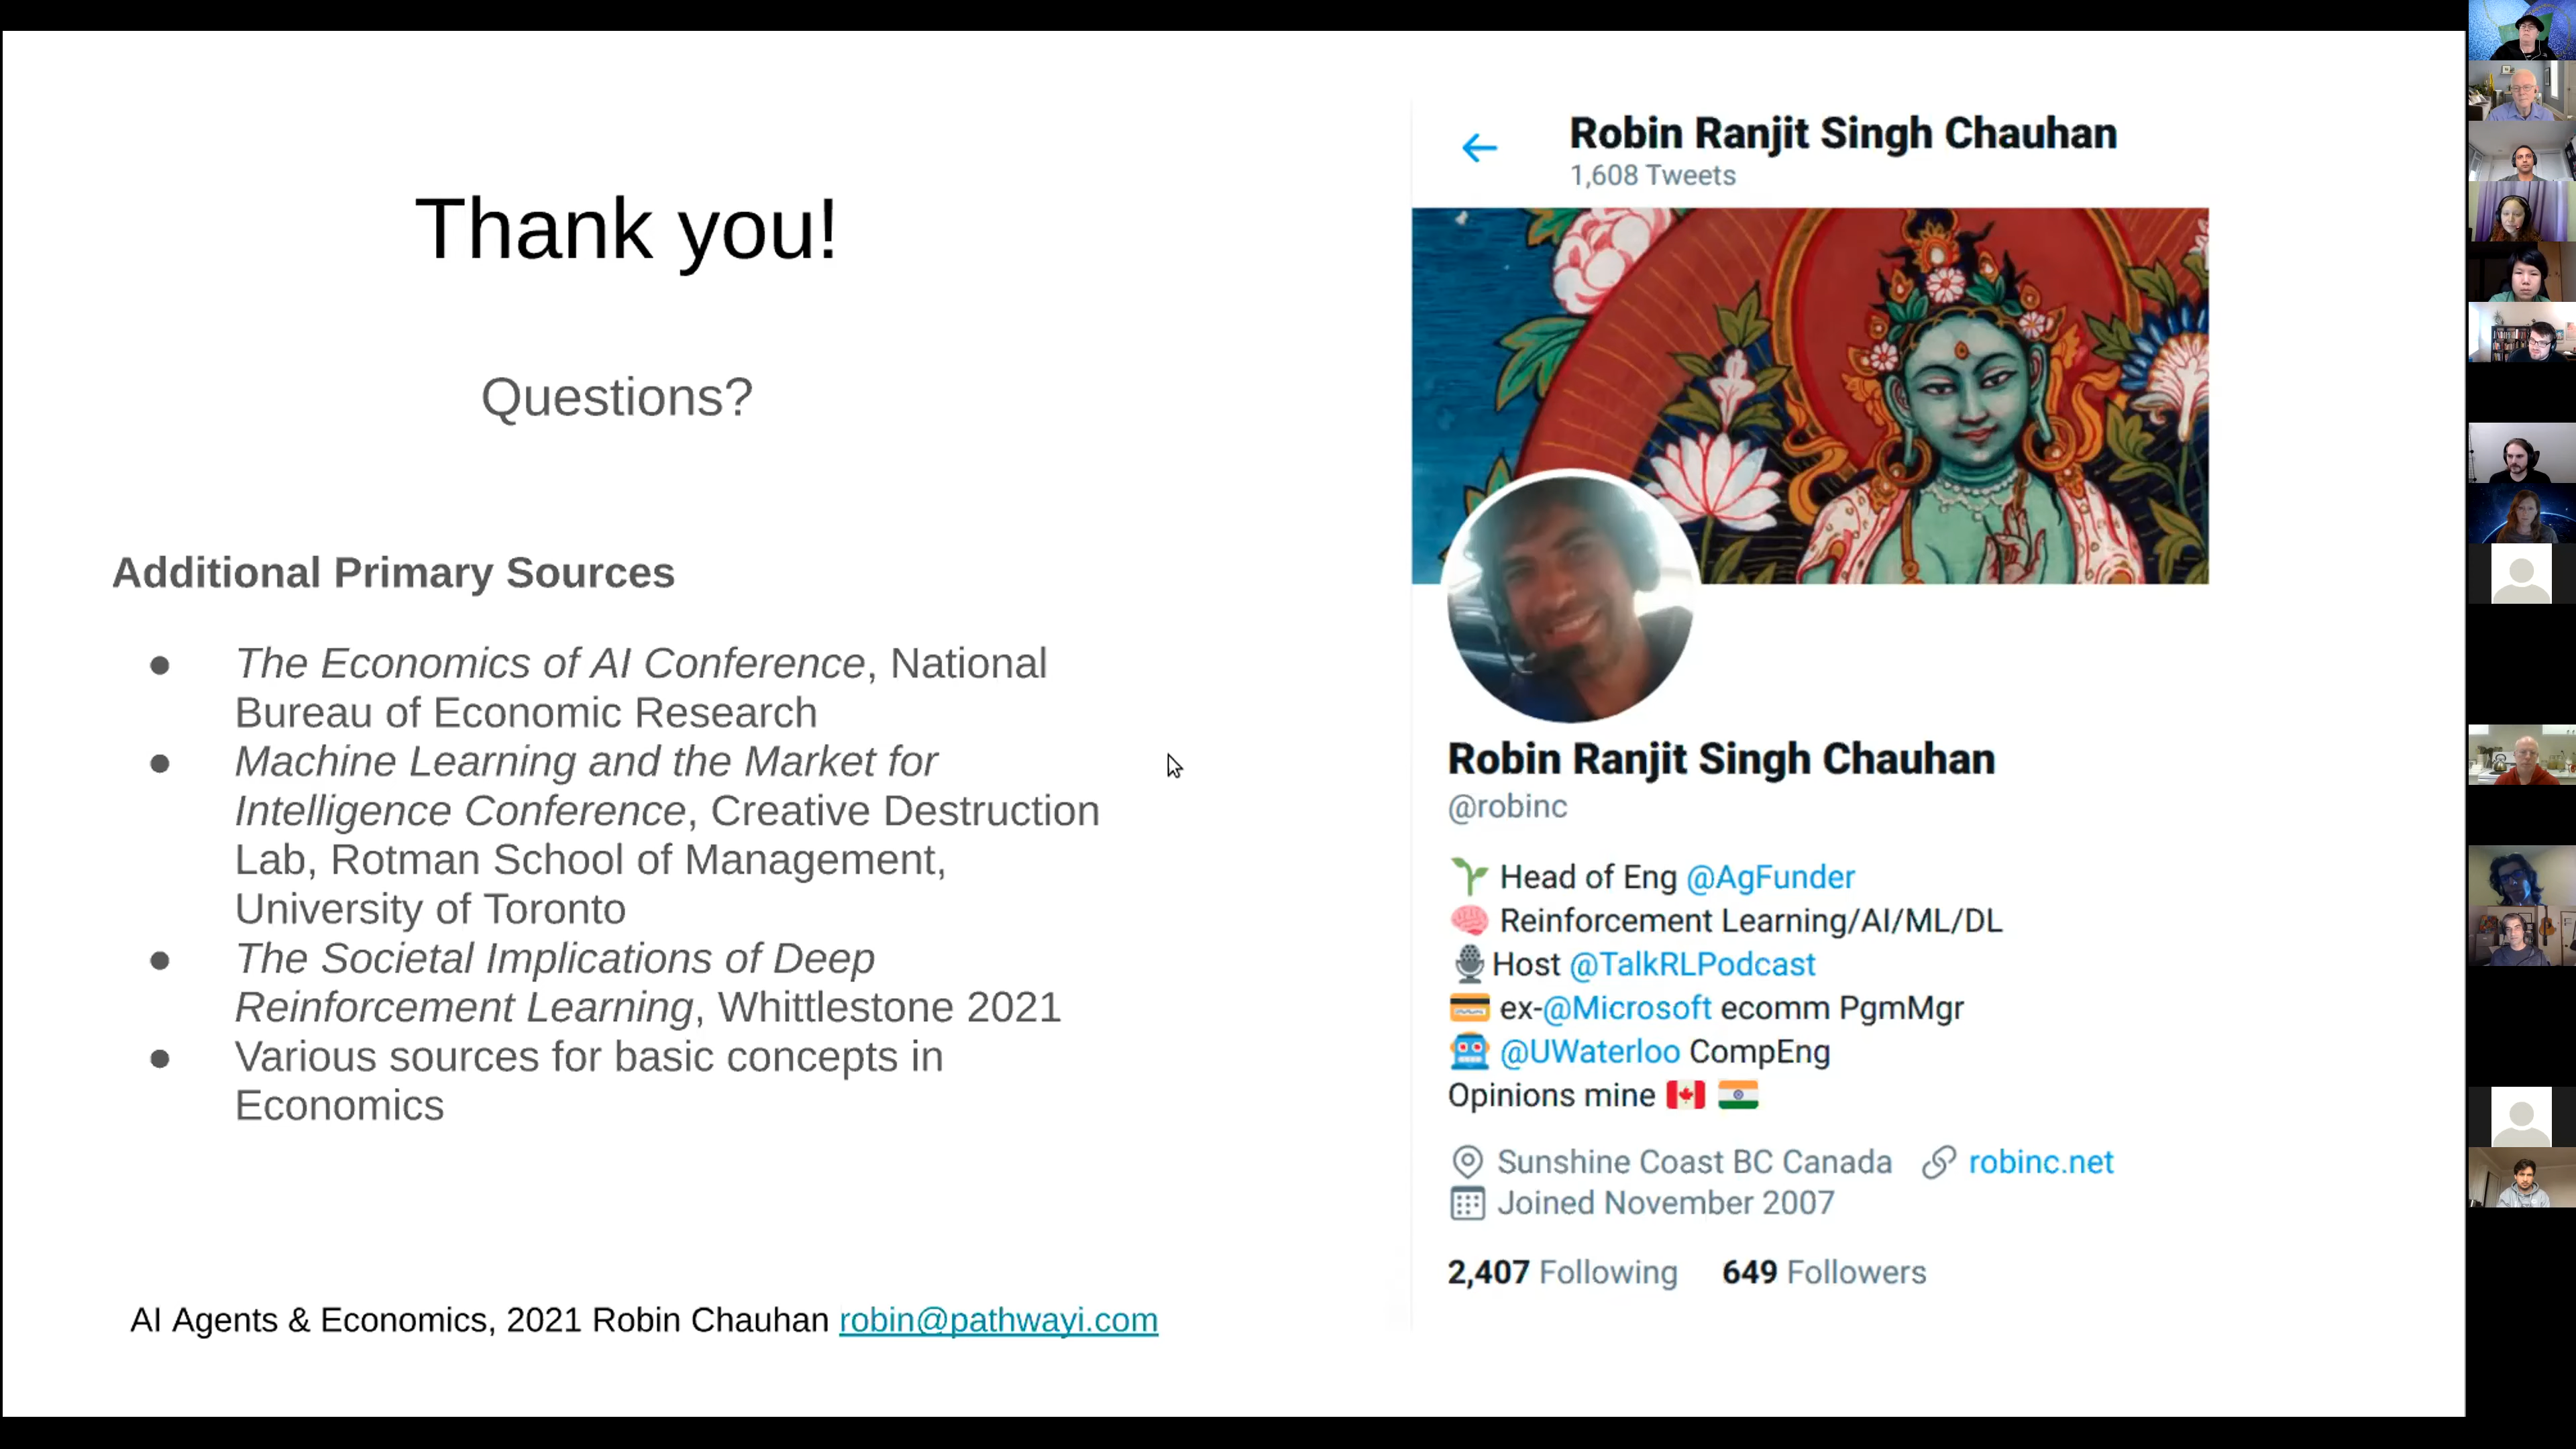 Thank you!
Questions?
Additional Primary Sources
● The Economics of AI Conference, National
Bureau of Economic Research
● Machine Learning and the Market for
Intelligence Conference, Creative Destruction
Lab, Rotman School of Management,
University of Toronto
● The Societal Implications of Deep
Reinforcement Learning, Whittlestone 2021
● Various sources for basic concepts in
Economics
AI Agents & Economics, 2021 Robin Chauhan robin@pathwayi.com
Robin Ranjit Singh Chauhan
1,608 Tweets
Robin Ranjit Singh Chauhan
@robinc
Head of Eng @AgFunder
Reinforcement Learning/AI/ML/DL
Host @TalkRLPodcast
ex-@Microsoft ecomm PgmMgr
@UWaterloo CompEng
Opinions mine 🇨🇦 🇮🇳
Sunshine Coast BC Canada robinc.net
Joined November 2007
2,407 Following 649 Followers